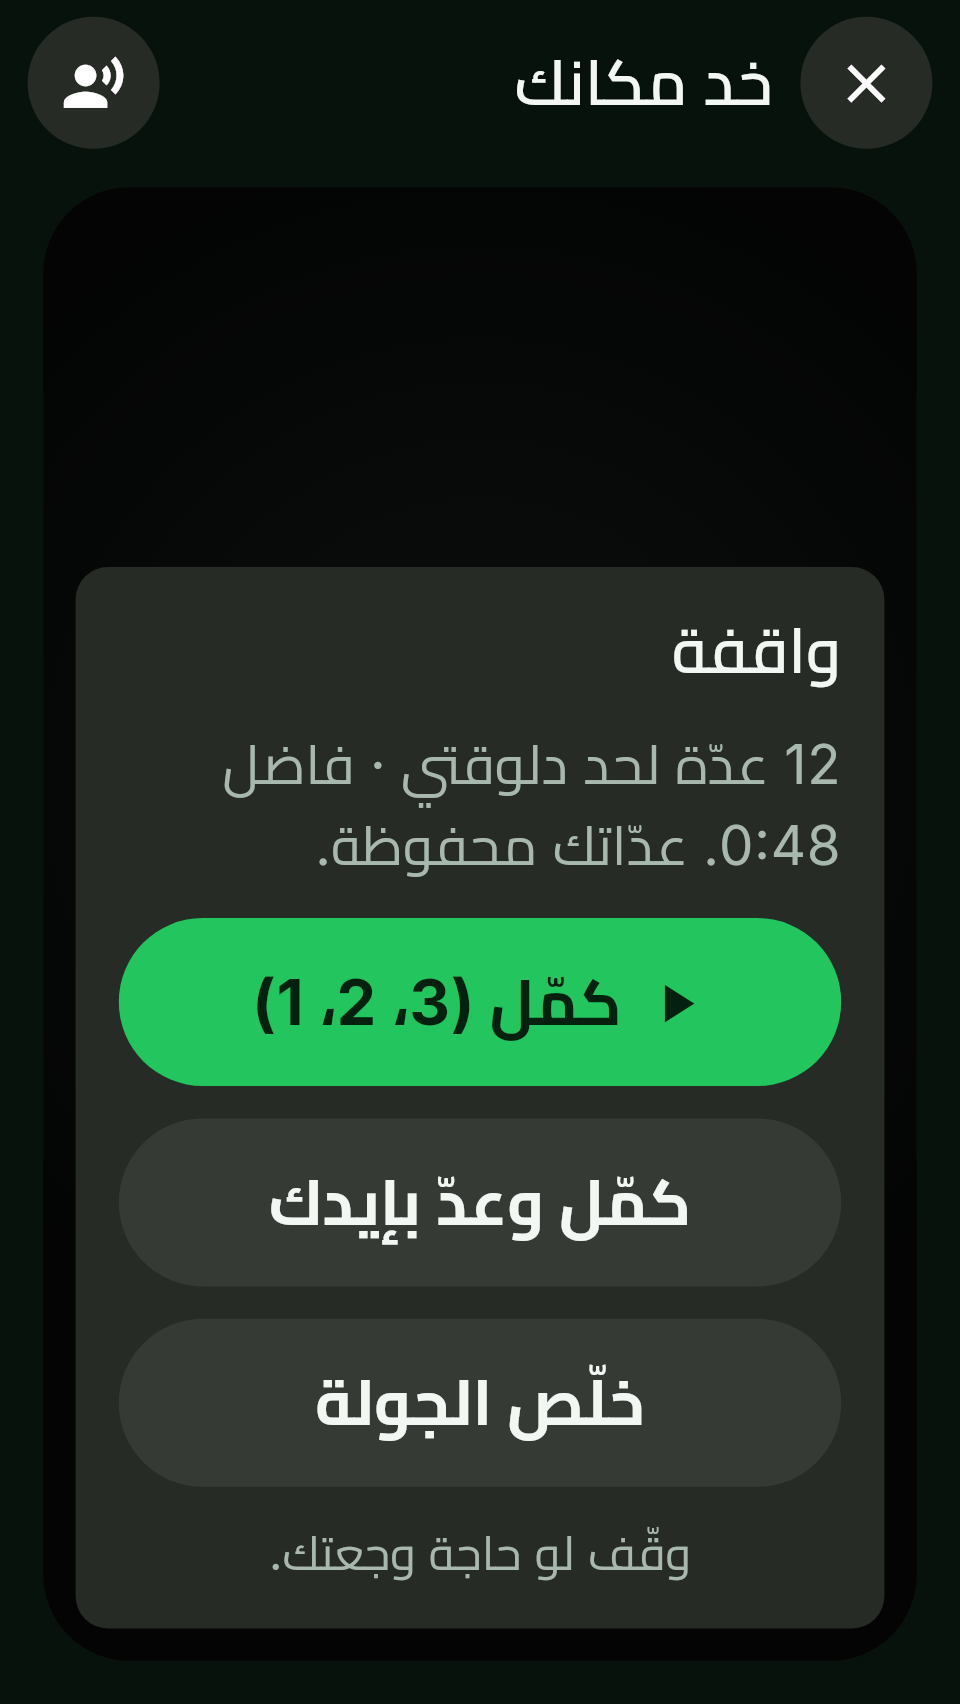 خد مكانك
واقفة
12 عدّة لحد دلوقتي · فاضل
0:48. عدّاتك محفوظة.
كمّل (3، 2، 1)
كمّل وعدّ بإيدك
خلّص الجولة
وقّف لو حاجة وجعتك.